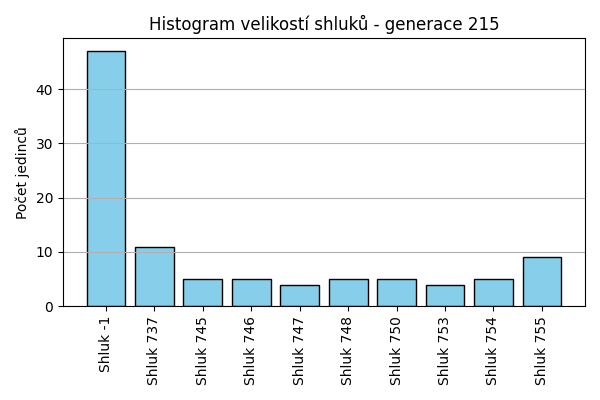 Histogram velikostí shluků - generace 215
Počet jedinců
40
30
20
10
0
Shluk -1
Shluk 737
Shluk 745
Shluk 746
Shluk 747
Shluk 748
Shluk 750
Shluk 753
Shluk 754
Shluk 755